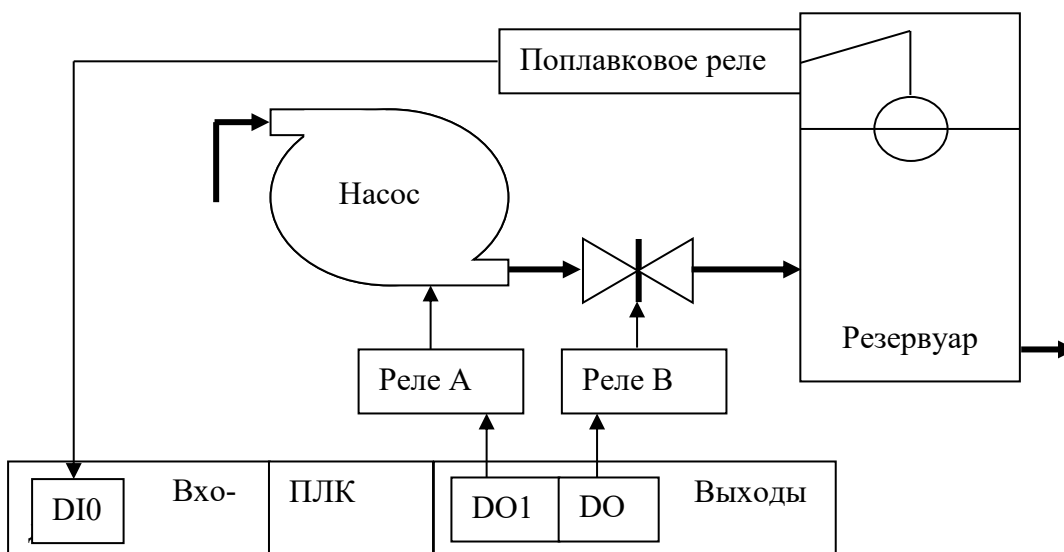 Поплавковое реле
Насос
Резервуар
Реле А
Реле В
DI0
Вхо-
ПЛК
DO1
DO
Выходы